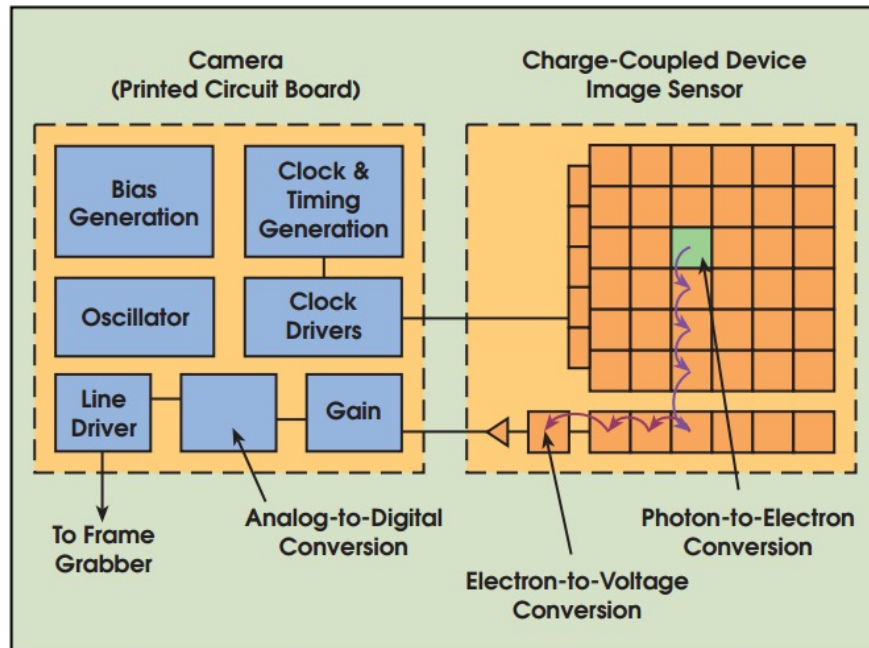 Camera
(Printed Circuit Board)
Charge-Coupled Device
Image Sensor
Bias
Generation
Clock &
Timing
Generation
Oscillator
Clock
Drivers
Line
Driver
Gain
To Frame
Grabber
Analog-to-Digital
Conversion
Electron-to-Voltage
Conversion
Photon-to-Electron
Conversion